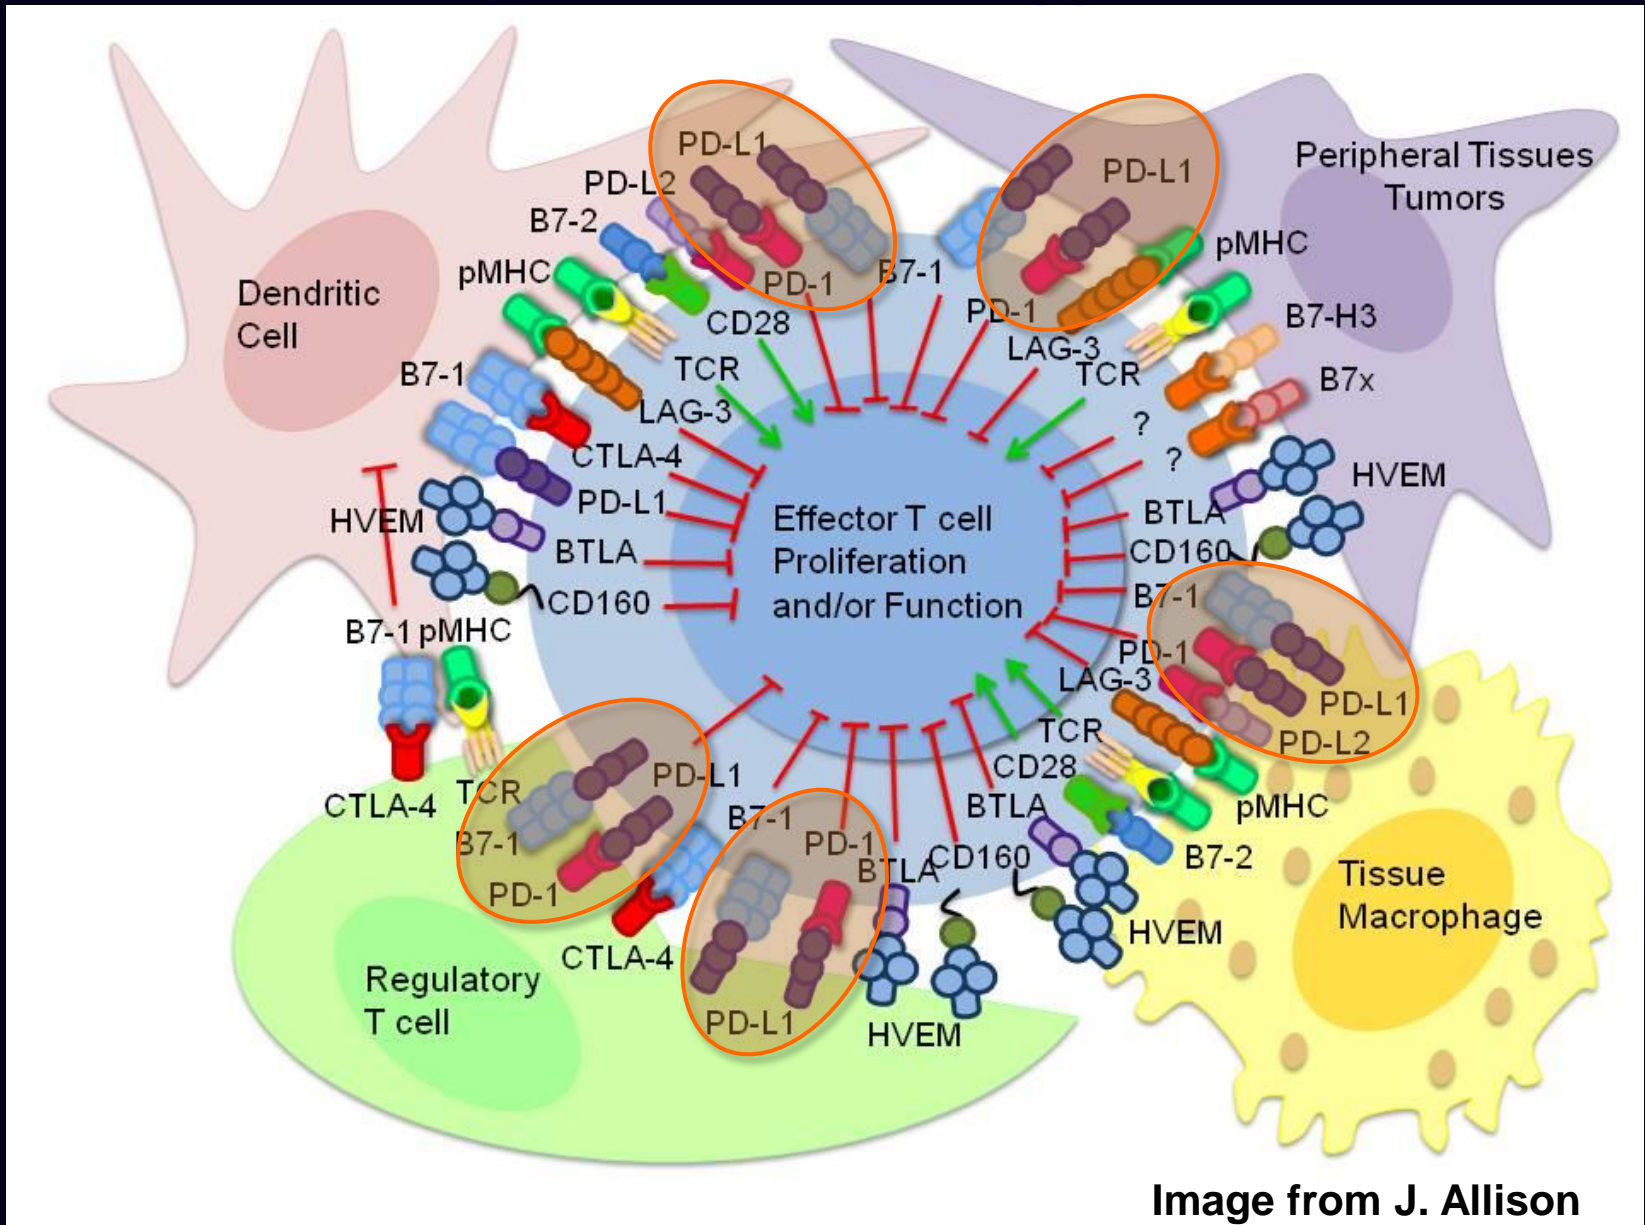 PD-L1
PD-L2
B7-2
pMHC
Dendritic
Cell
PD-1
B7-1
CD28
TCR
LAG-3
B7-1
CTLA-4
PD-L1
HVEM
BTLA
CD160
B7-1 pMHC
PD-L1
Peripheral Tissues
Tumors
pMHC
PD-1
B7-H3
LAG-3
TCR
B7x
?
?
HVEM
BTLA
CD160
B7-1
Effector T cell
Proliferation
and/or Function
PD-1
LAG-3
PD-L1
PD-L2
TCR
CD28
BTLA
pMHC
B7-2
CD160
HVEM
Tissue
Macrophage
CTLA-4
TCR
PD-L1
B7-1
PD-1
B7-1
PD-1
BTLA
CTLA-4
PD-L1
HVEM
Regulatory
T cell
Image from J. Allison